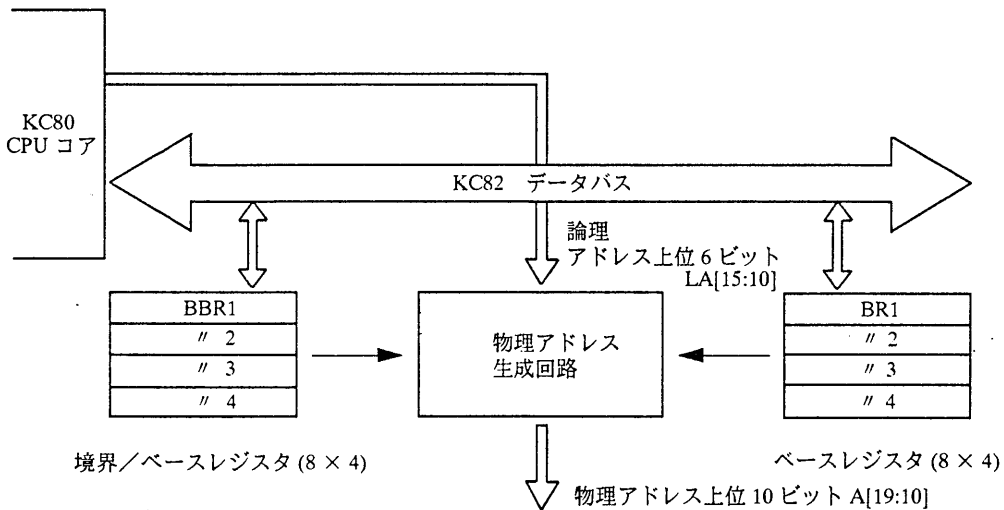 KC80
CPU コア
KC82 データバス
論理
アドレス上位 6 ビット
LA[15:10]
BBR1
〃 2
〃 3
〃 4
物理アドレス
生成回路
BR1
〃 2
〃 3
〃 4
境界/ベースレジスタ (8 × 4)
ベースレジスタ (8 × 4)
物理アドレス上位 10 ビット A[19:10]